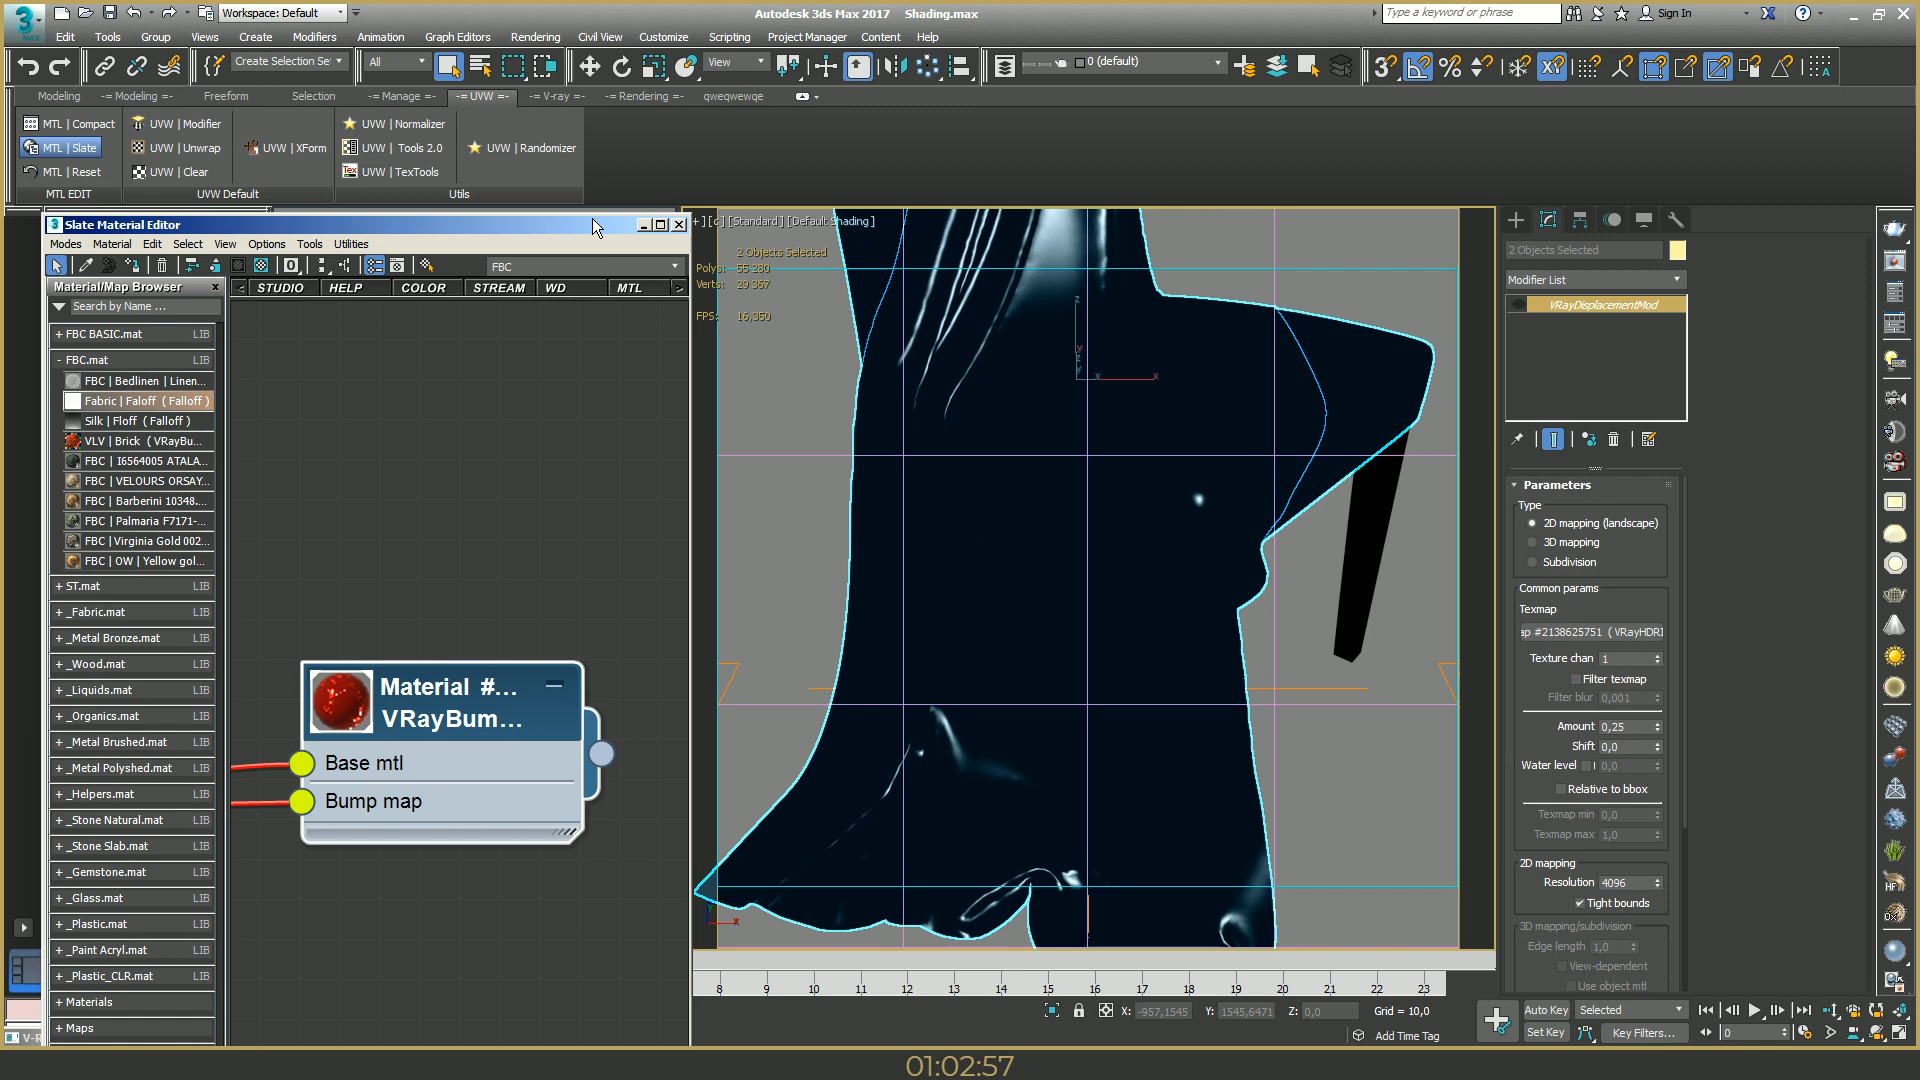 Workspace: Default
Autodesk 3ds Max 2017 Shading.max
Type a keyword or phrase
Sign In
Edit Tools Group Views Create Modifiers Animation Graph Editors Rendering Civil View Customize Scripting Project Manager Content Help
Create Selection Se All View 0 (default)
Modeling -= Modeling =- Freeform Selection -= Manage =- -= UVW =- -= V-ray =- -= Rendering =- qweqwewqe
MTL | Compact UVW | Modifier UVW | Normalizer
MTL | Slate UVW | Unwrap UVW | XForm UVW | Tools 2.0 UVW | Randomizer
MTL | Reset UVW | Clear UVW | TexTools
MTL EDIT UVW Default Utils
Slate Material Editor
Modes Material Edit Select View Options Tools Utilities
FBC
Material/Map Browser
STUDIO HELP COLOR STREAM WD MTL
Search by Name ...
+ FBC BASIC.mat LIB
- FBC.mat LIB
FBC | Bedlinen | Linen...
Fabric | Faloff ( Falloff )
Silk | Floff ( Falloff )
VLV | Brick ( VRayBu...
FBC | I6564005 ATALA...
FBC | VELOURS ORSAY...
FBC | Barberini 10348...
FBC | Palmaria F7171-...
FBC | Virginia Gold 002...
FBC | OW | Yellow gol...
+ ST.mat LIB
+ _Fabric.mat LIB
+ _Metal Bronze.mat LIB
+ _Wood.mat LIB
+ _Liquids.mat LIB
+ _Organics.mat LIB
+ _Metal Brushed.mat LIB
+ _Metal Polyshed.mat LIB
+ _Helpers.mat LIB
+ _Stone Natural.mat LIB
+ _Stone Slab.mat LIB
+ _Gemstone.mat LIB
+ _Glass.mat LIB
+ _Plastic.mat LIB
+ _Paint Acryl.mat LIB
+ _Plastic_CLR.mat LIB
+ Materials
+ Maps
Material #...
VRayBum...
Base mtl
Bump map
+ ] [c ] [Standard ] [Default Shading ]
2 Objects Selected
Polys: 55 280
Verts: 29 367
FPS: 16,350
2 Objects Selected
Modifier List
VRayDisplacementMod
Parameters
Type
2D mapping (landscape)
3D mapping
Subdivision
Common params
Texmap
ap #2138625751 ( VRayHDRI
Texture chan 1
Filter texmap
Filter blur 0,001
Amount 0,25
Shift 0,0
Water level 0,0
Relative to bbox
Texmap min 0,0
Texmap max 1,0
2D mapping
Resolution 4096
Tight bounds
3D mapping/subdivision
Edge length 1,0
View-dependent
Use object mtl
8 9 10 11 12 13 14 15 16 17 18 19 20 21 22 23
X: -957,1545 Y: 1545,6471 Z: 0,0 Grid = 10,0
Add Time Tag
Auto Key Selected
Set Key Key Filters... 0
01:02:57